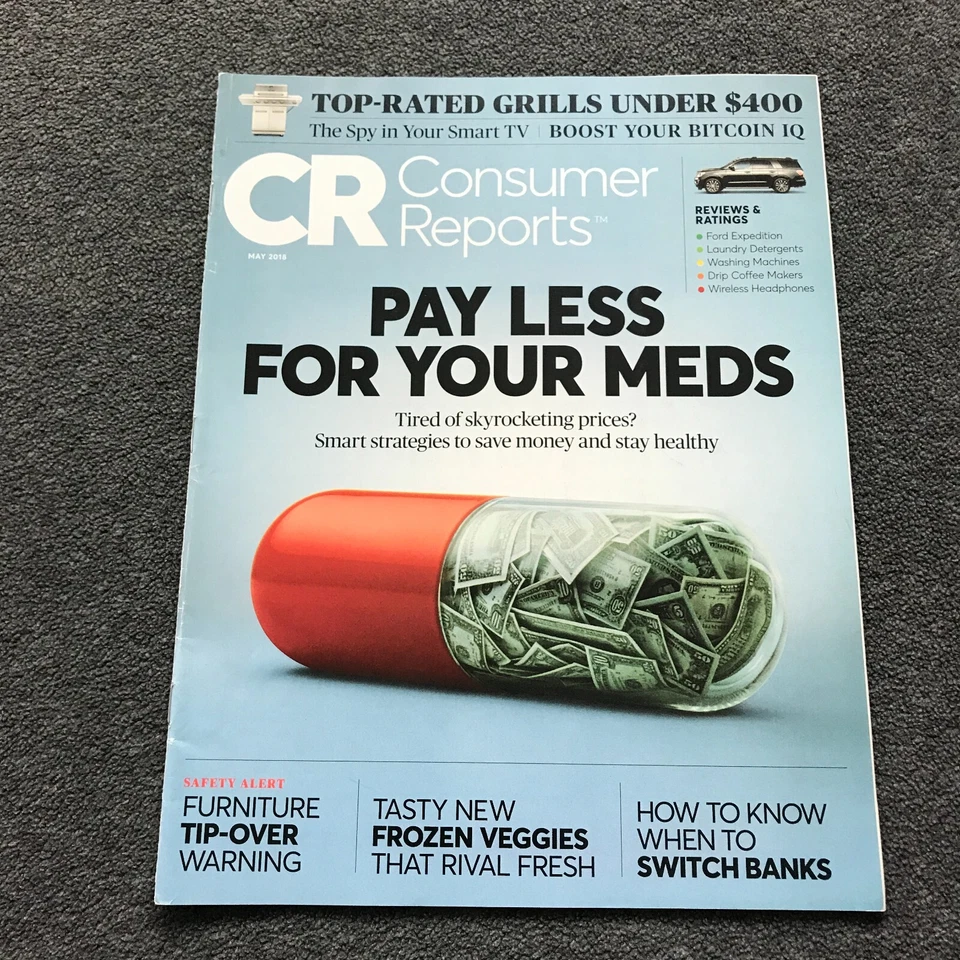 TOP-RATED GRILLS UNDER $400
The Spy in Your Smart TV | BOOST YOUR BITCOIN IQ
CR Consumer
Reports™
MAY 2018
REVIEWS &
RATINGS
• Ford Expedition
• Laundry Detergents
• Washing Machines
• Drip Coffee Makers
• Wireless Headphones
PAY LESS
FOR YOUR MEDS
Tired of skyrocketing prices?
Smart strategies to save money and stay healthy
SAFETY ALERT
FURNITURE
TIP-OVER
WARNING
TASTY NEW
FROZEN VEGGIES
THAT RIVAL FRESH
HOW TO KNOW
WHEN TO
SWITCH BANKS